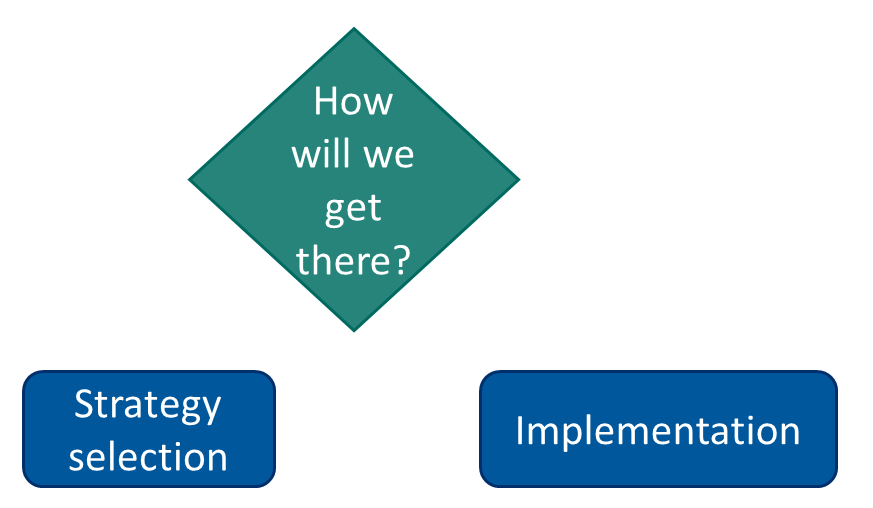 How
will we
get
there?
Strategy
selection
Implementation